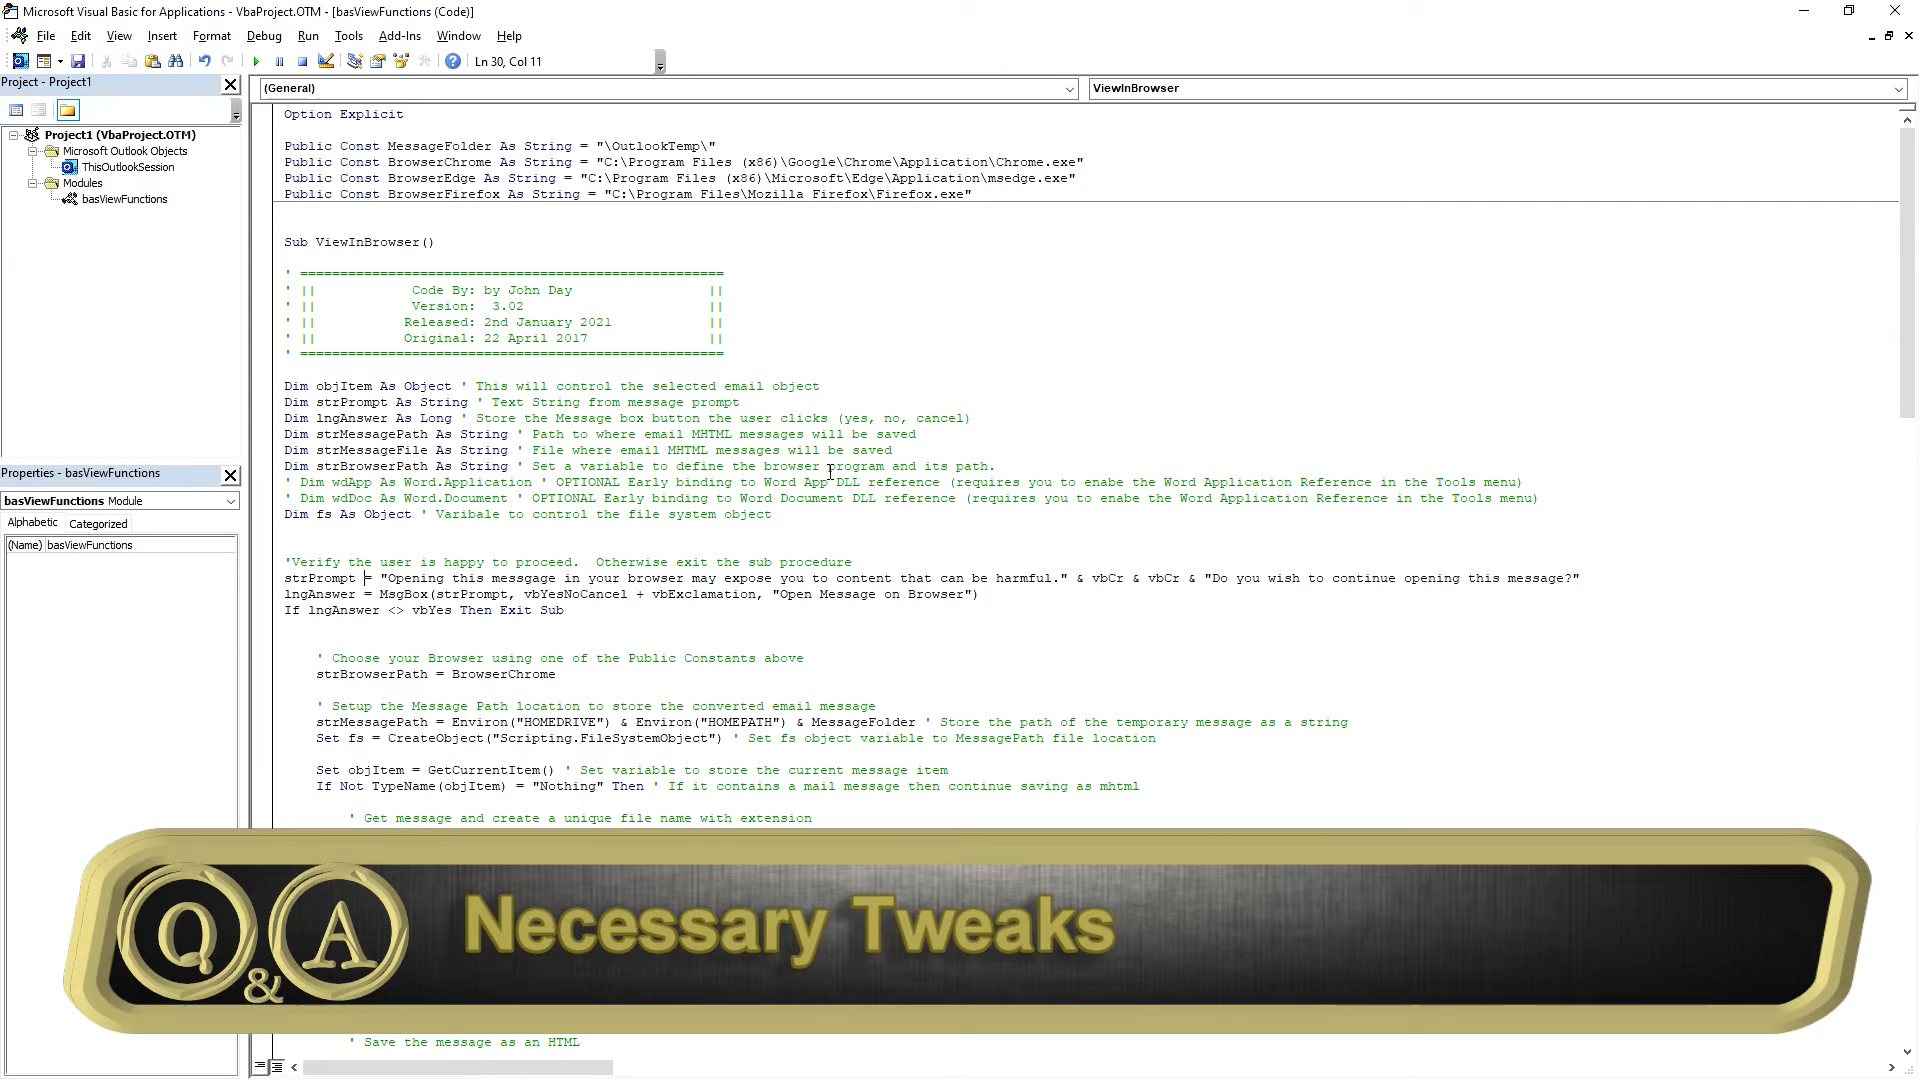 Microsoft Visual Basic for Applications - VbaProject.OTM - [basViewFunctions (Code)]
File Edit View Insert Format Debug Run Tools Add-Ins Window Help
Ln 30, Col 11
Project - Project1
(General)
ViewInBrowser
Project1 (VbaProject.OTM)
Microsoft Outlook Objects
ThisOutlookSession
Modules
basViewFunctions
Properties - basViewFunctions
basViewFunctions Module
Alphabetic Categorized
(Name) basViewFunctions
Option Explicit
Public Const MessageFolder As String = "\OutlookTemp\"
Public Const BrowserChrome As String = "C:\Program Files (x86)\Google\Chrome\Application\Chrome.exe"
Public Const BrowserEdge As String = "C:\Program Files (x86)\Microsoft\Edge\Application\msedge.exe"
Public Const BrowserFirefox As String = "C:\Program Files\Mozilla Firefox\Firefox.exe"
Sub ViewInBrowser()
' =====================================================
' || Code By: by John Day ||
' || Version: 3.02 ||
' || Released: 2nd January 2021 ||
' || Original: 22 April 2017 ||
' =====================================================
Dim objItem As Object ' This will control the selected email object
Dim strPrompt As String ' Text String from message prompt
Dim lngAnswer As Long ' Store the Message box button the user clicks (yes, no, cancel)
Dim strMessagePath As String ' Path to where email MHTML messages will be saved
Dim strMessageFile As String ' File where email MHTML messages will be saved
Dim strBrowserPath As String ' Set a variable to define the browser program and its path.
' Dim wdApp As Word.Application ' OPTIONAL Early binding to Word App DLL reference (requires you to enabe the Word Application Reference in the Tools menu)
' Dim wdDoc As Word.Document ' OPTIONAL Early binding to Word Document DLL reference (requires you to enabe the Word Application Reference in the Tools menu)
Dim fs As Object ' Varibale to control the file system object
'Verify the user is happy to proceed. Otherwise exit the sub procedure
strPrompt = "Opening this messgage in your browser may expose you to content that can be harmful." & vbCr & vbCr & "Do you wish to continue opening this message?"
lngAnswer = MsgBox(strPrompt, vbYesNoCancel + vbExclamation, "Open Message on Browser")
If lngAnswer <> vbYes Then Exit Sub
' Choose your Browser using one of the Public Constants above
strBrowserPath = BrowserChrome
' Setup the Message Path location to store the converted email message
strMessagePath = Environ("HOMEDRIVE") & Environ("HOMEPATH") & MessageFolder ' Store the path of the temporary message as a string
Set fs = CreateObject("Scripting.FileSystemObject") ' Set fs object variable to MessagePath file location
Set objItem = GetCurrentItem() ' Set variable to store the current message item
If Not TypeName(objItem) = "Nothing" Then ' If it contains a mail message then continue saving as mhtml
' Get message and create a unique file name with extension
Q & A
Necessary Tweaks
' Save the message as an HTML